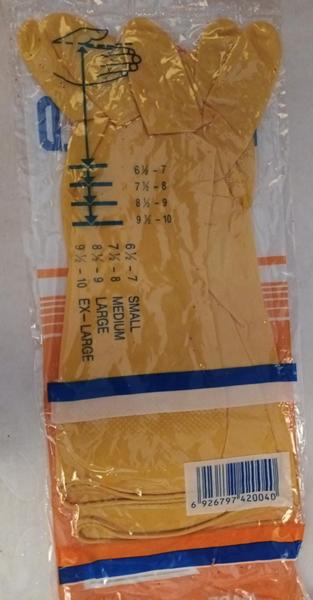 6½ - 7
7½ - 8
8½ - 9
9½ - 10
6½ - 7 SMALL
7½ - 8 MEDIUM
8½ - 9 LARGE
9½ - 10 EX-LARGE
6 926797 420040